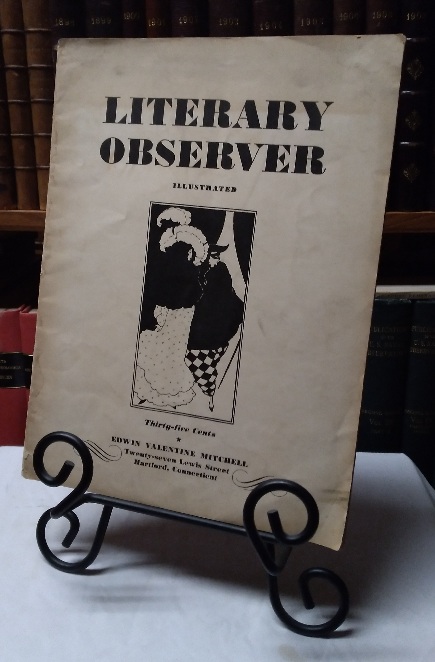 LITERARY
OBSERVER
ILLUSTRATED
Thirty-five Cents
EDWIN VALENTINE MITCHELL
Twenty-seven Lewis Street
Hartford, Connecticut